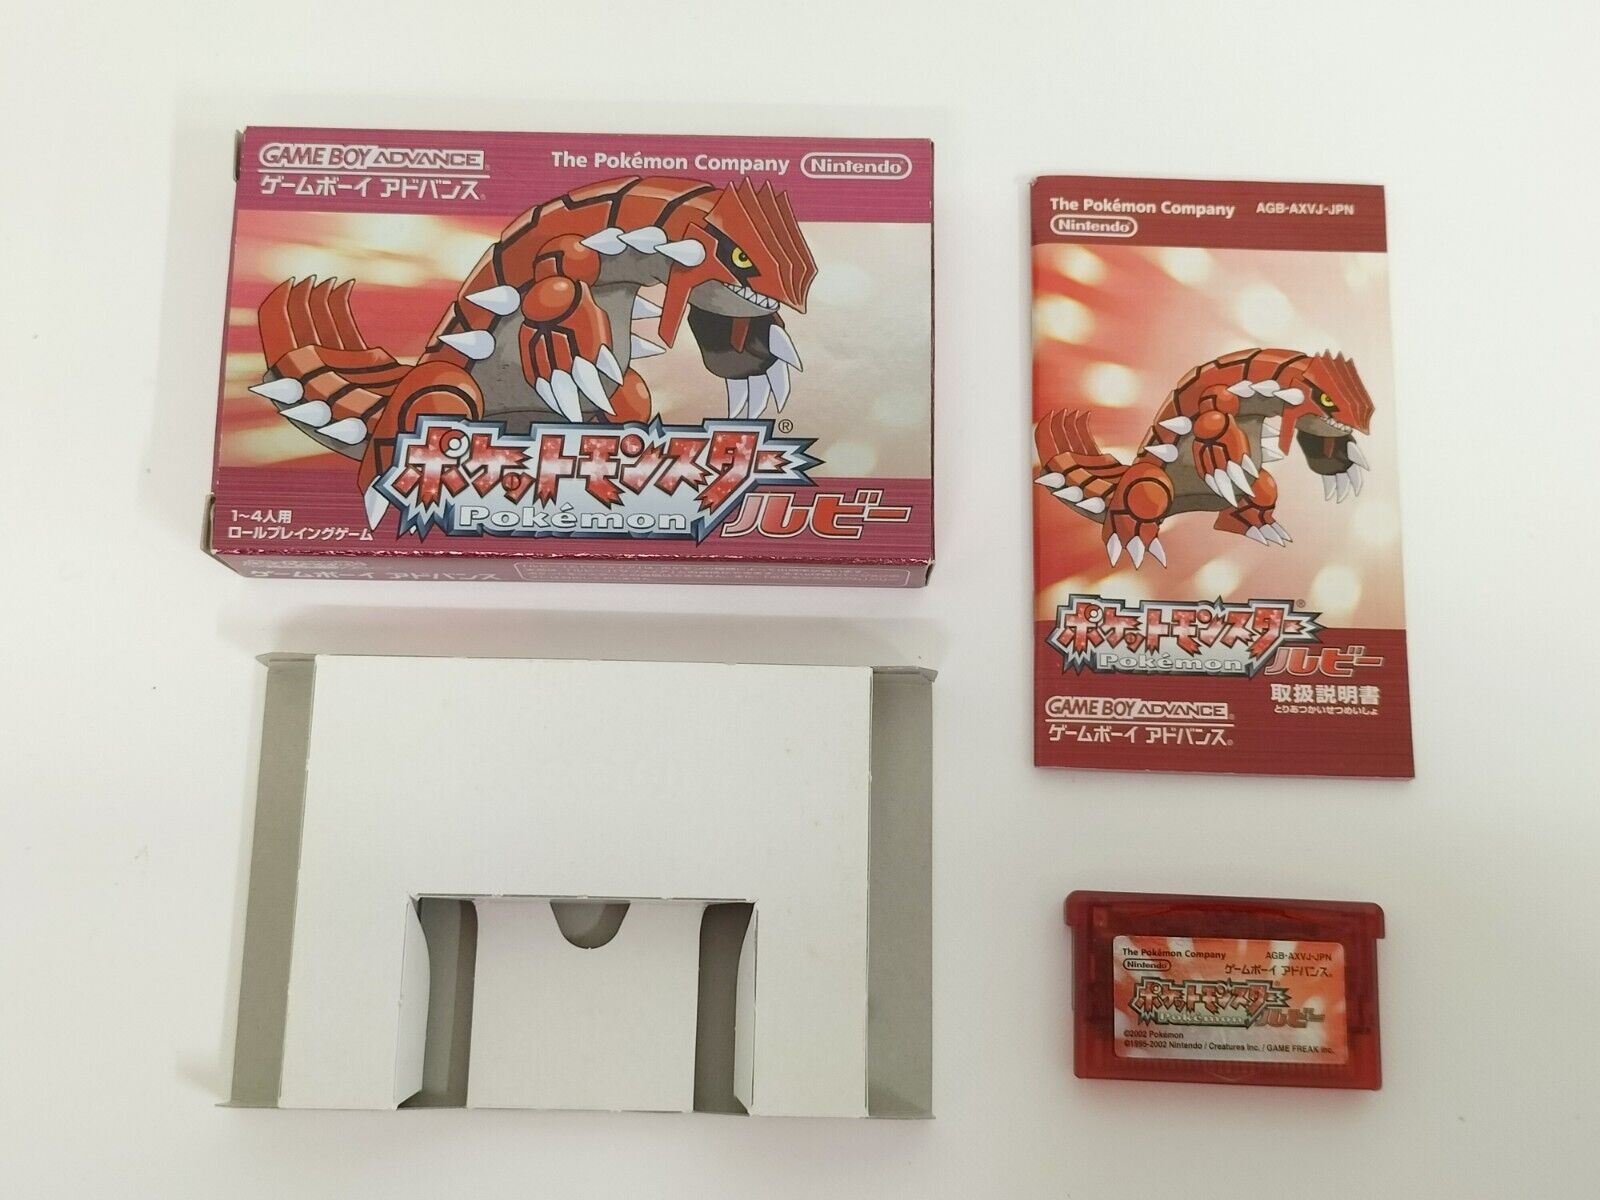 GAME BOY ADVANCE
The Pokémon Company Nintendo
ゲームボーイ アドバンス
ポケットモンスター®
Pokémon ルビー
1~4人用
ロールプレイングゲーム
ゲームボーイ アドバンス
The Pokémon Company AGB-AXVJ-JPN
Nintendo
ポケットモンスター®
Pokémon ルビー
取扱説明書
とりあつかいせつめいしょ
GAME BOY ADVANCE
ゲームボーイ アドバンス
The Pokémon Company AGB-AXVJ-JPN
Nintendo ゲームボーイ アドバンス
ポケットモンスター
Pokémon ルビー
©2002 Pokémon
©1995-2002 Nintendo / Creatures inc. / GAME FREAK inc.